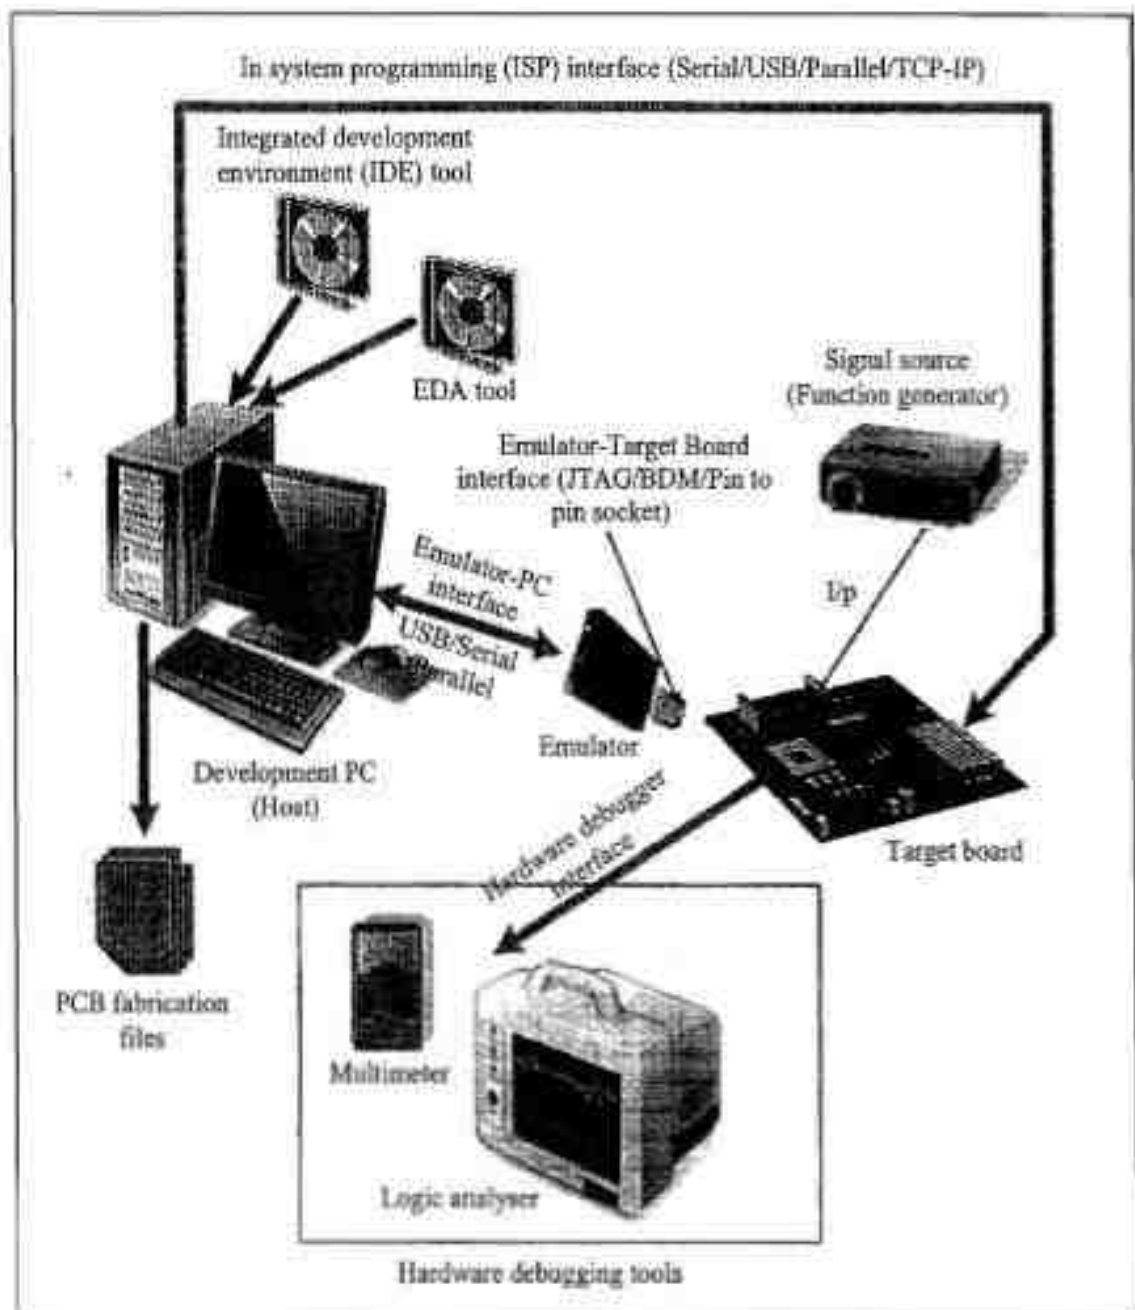 In system programming (ISP) interface (Serial/USB/Parallel/TCP-IP)
Integrated development
environment (IDE) tool
EDA tool
Signal source
(Function generator)
Emulator-Target Board
interface (JTAG/BDM/Pin to
pin socket)
I/p
Emulator-PC
interface
USB/Serial
Parallel
Emulator
Development PC
(Host)
Target board
Hardware debugger
interface
PCB fabrication
files
Multimeter
Logic analyser
Hardware debugging tools